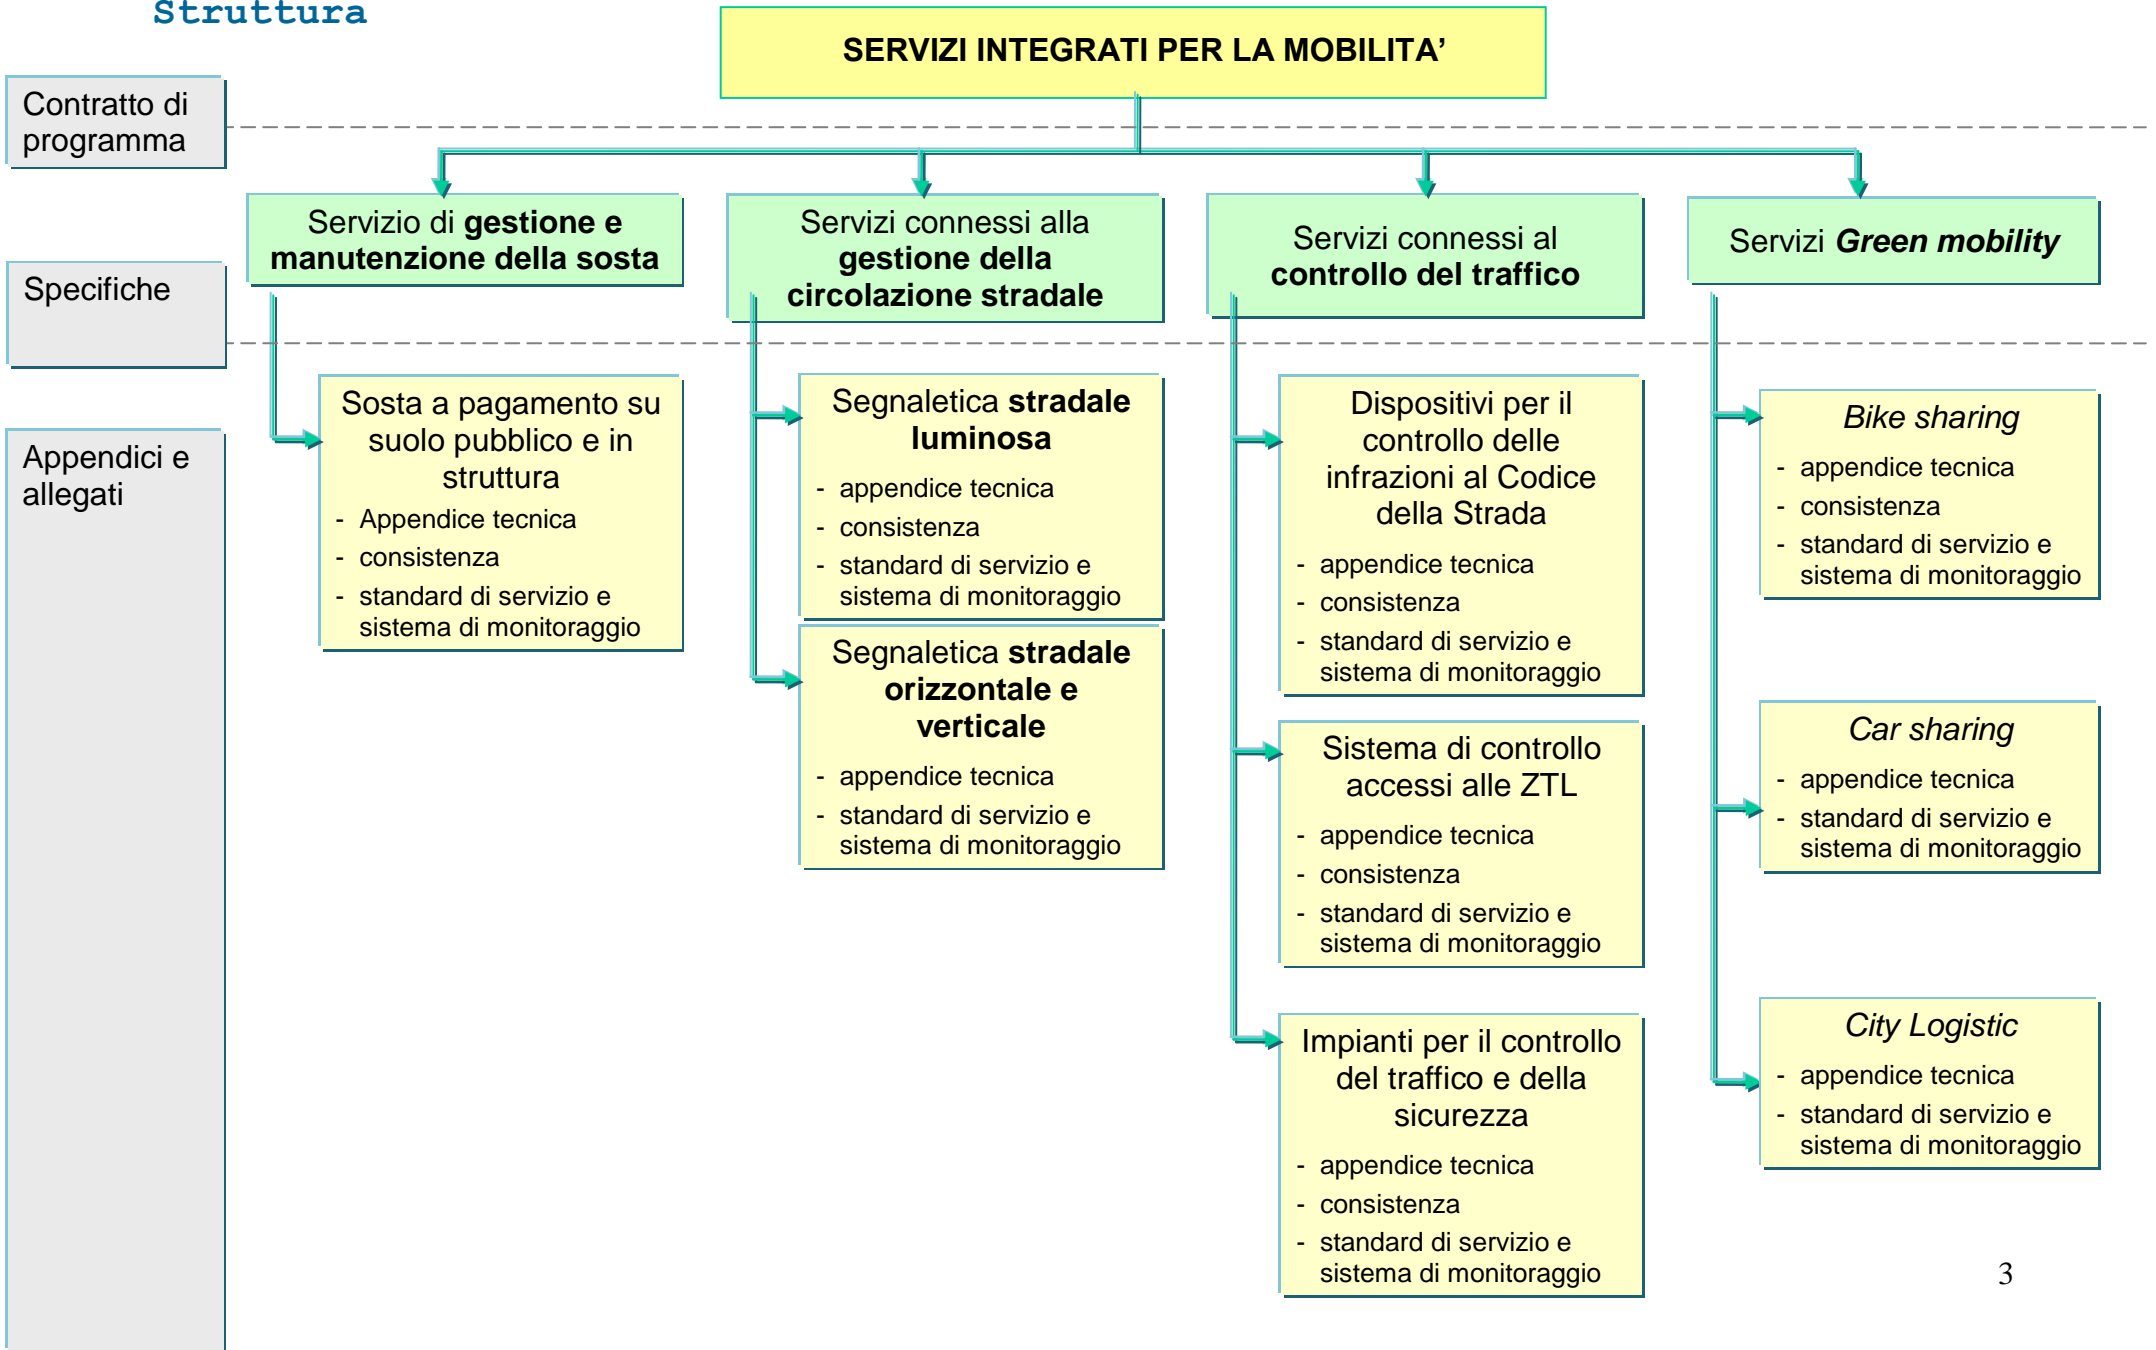 Struttura
SERVIZI INTEGRATI PER LA MOBILITA’
Contratto di
programma
Servizio di gestione e
manutenzione della sosta
Servizi connessi alla
gestione della
circolazione stradale
Servizi connessi al
controllo del traffico
Servizi Green mobility
Specifiche
Appendici e
allegati
Sosta a pagamento su
suolo pubblico e in
struttura
- Appendice tecnica
- consistenza
- standard di servizio e
sistema di monitoraggio
Segnaletica stradale
luminosa
- appendice tecnica
- consistenza
- standard di servizio e
sistema di monitoraggio
Segnaletica stradale
orizzontale e
verticale
- appendice tecnica
- standard di servizio e
sistema di monitoraggio
Dispositivi per il
controllo delle
infrazioni al Codice
della Strada
- appendice tecnica
- consistenza
- standard di servizio e
sistema di monitoraggio
Sistema di controllo
accessi alle ZTL
- appendice tecnica
- consistenza
- standard di servizio e
sistema di monitoraggio
Impianti per il controllo
del traffico e della
sicurezza
- appendice tecnica
- consistenza
- standard di servizio e
sistema di monitoraggio
Bike sharing
- appendice tecnica
- consistenza
- standard di servizio e
sistema di monitoraggio
Car sharing
- appendice tecnica
- standard di servizio e
sistema di monitoraggio
City Logistic
- appendice tecnica
- standard di servizio e
sistema di monitoraggio
3